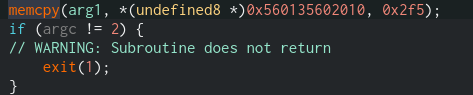 memcpy(arg1, *(undefined8 *)0x560135602010, 0x2f5);
if (argc != 2) {
// WARNING: Subroutine does not return
exit(1);
}